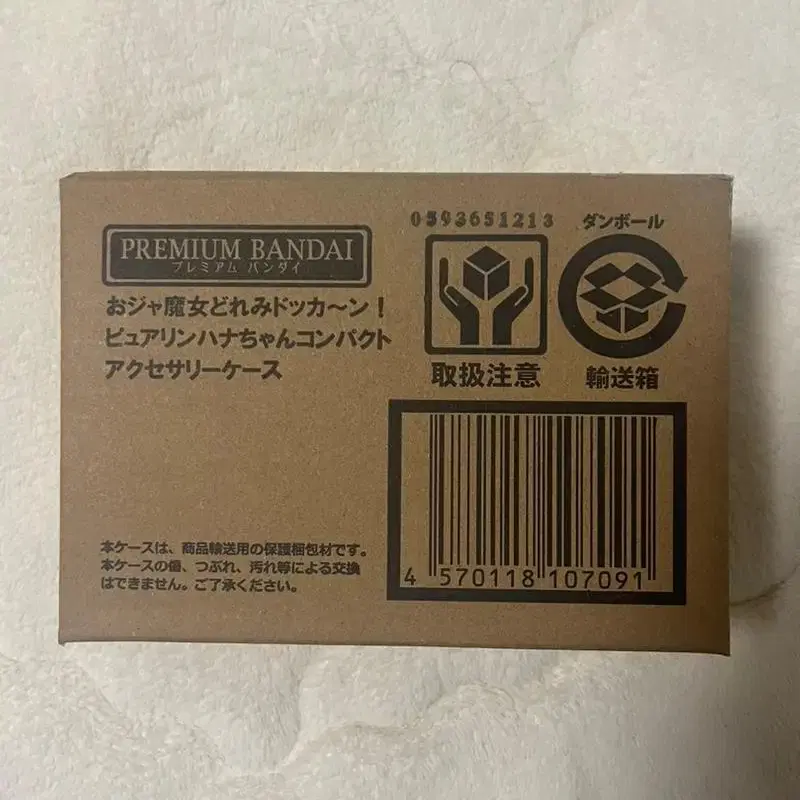 PREMIUM BANDAI
プレミアム バンダイ
おジャ魔女どれみドッカ〜ン！
ピュアリンハナちゃんコンパクト
アクセサリーケース
0593651213
ダンボール
取扱注意
輸送箱
本ケースは、商品輸送用の保護梱包材です。
本ケースの傷、つぶれ、汚れ等による交換
はできません。ご了承ください。
4 570118 107091